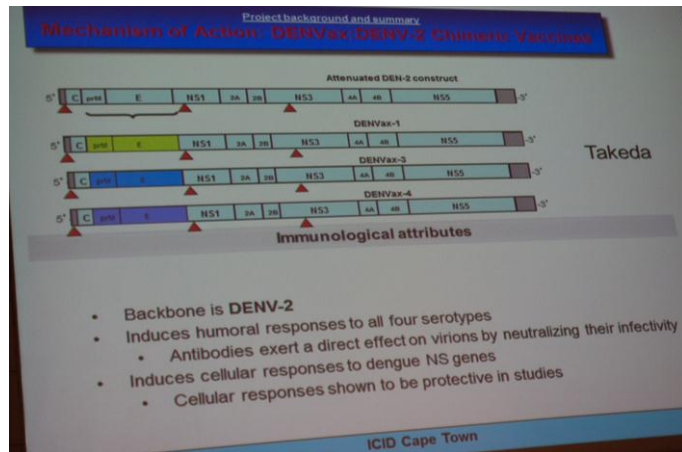 Project background and summary
Mechanism of Action: DENVax:DENV-2 Chimeric Vaccines
Attenuated DEN-2 construct
5' C prM E NS1 2A 2B NS3 4A 4B NS5 -3'
DENVax-1
5' C prM E NS1 2A 2B NS3 4A 4B NS5 -3'
Takeda
DENVax-3
5' C prM E NS1 2A 2B NS3 4A 4B NS5 -3'
DENVax-4
5' C prM E NS1 2A 2B NS3 4A 4B NS5 -3'
Immunological attributes
• Backbone is DENV-2
• Induces humoral responses to all four serotypes
• Antibodies exert a direct effect on virions by neutralizing their infectivity
• Induces cellular responses to dengue NS genes
• Cellular responses shown to be protective in studies
ICID Cape Town